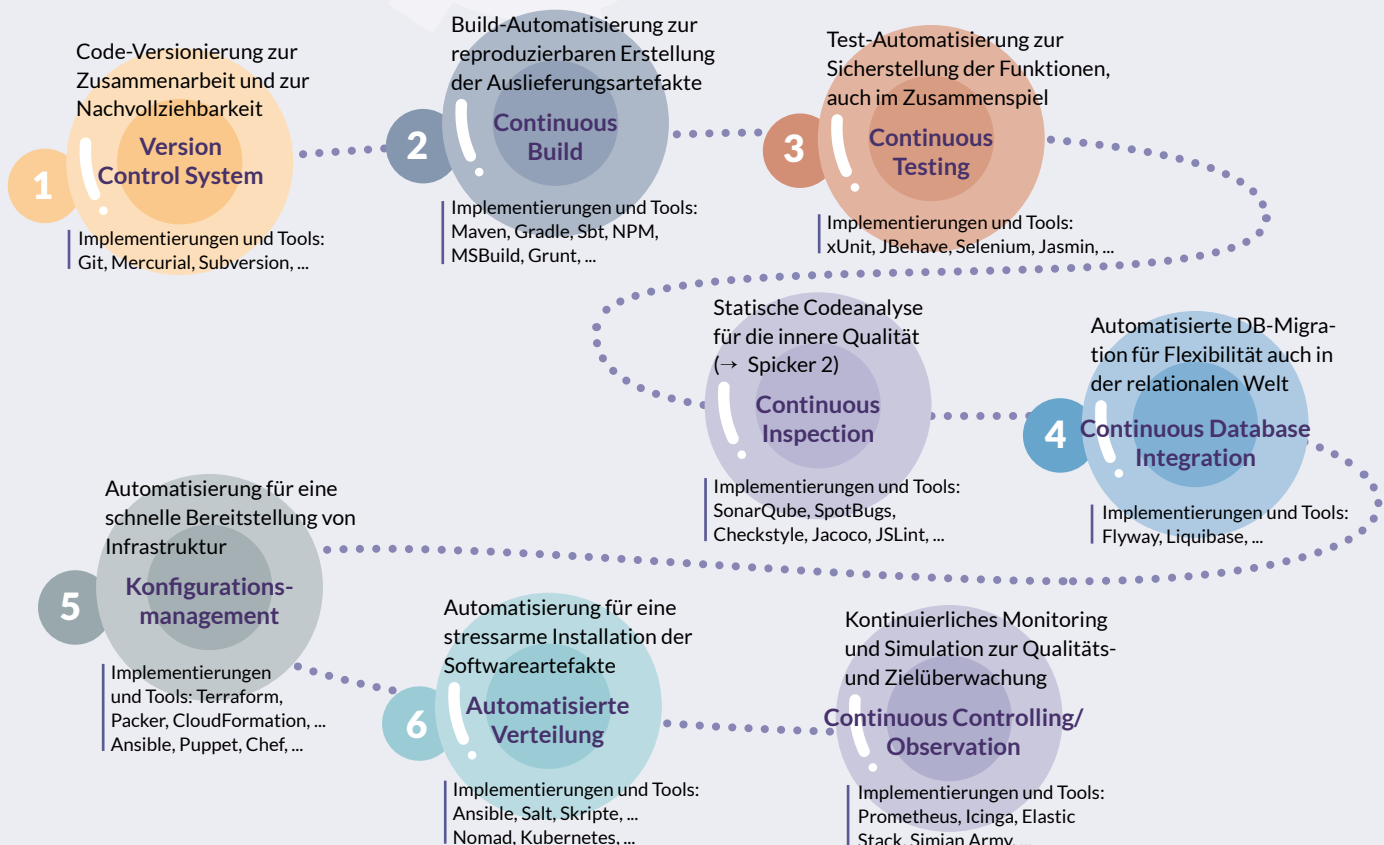 Code-Versionierung zur
Zusammenarbeit und zur
Nachvollziehbarkeit
1
Version
Control System
Implementierungen und Tools:
Git, Mercurial, Subversion, ...
Build-Automatisierung zur
reproduzierbaren Erstellung
der Auslieferungsartefakte
2
Continuous
Build
Implementierungen und Tools:
Maven, Gradle, Sbt, NPM,
MSBuild, Grunt, ...
Test-Automatisierung zur
Sicherstellung der Funktionen,
auch im Zusammenspiel
3
Continuous
Testing
Implementierungen und Tools:
xUnit, JBehave, Selenium, Jasmin, ...
Statische Codeanalyse
für die innere Qualität
(→ Spicker 2)
Continuous
Inspection
Implementierungen und Tools:
SonarQube, SpotBugs,
Checkstyle, Jacoco, JSLint, ...
Automatisierte DB-Migra-
tion für Flexibilität auch in
der relationalen Welt
4
Continuous Database
Integration
Implementierungen und Tools:
Flyway, Liquibase, ...
Automatisierung für eine
schnelle Bereitstellung von
Infrastruktur
5
Konfigurations-
management
Implementierungen
und Tools: Terraform,
Packer, CloudFormation, ...
Ansible, Puppet, Chef, ...
Automatisierung für eine
stressarme Installation der
Softwareartefakte
6
Automatisierte
Verteilung
Implementierungen und Tools:
Ansible, Salt, Skripte, ...
Nomad, Kubernetes, ...
Kontinuierliches Monitoring
und Simulation zur Qualitäts-
und Zielüberwachung
Continuous Controlling/
Observation
Implementierungen und Tools:
Prometheus, Icinga, Elastic
Stack, Simian Army, ...